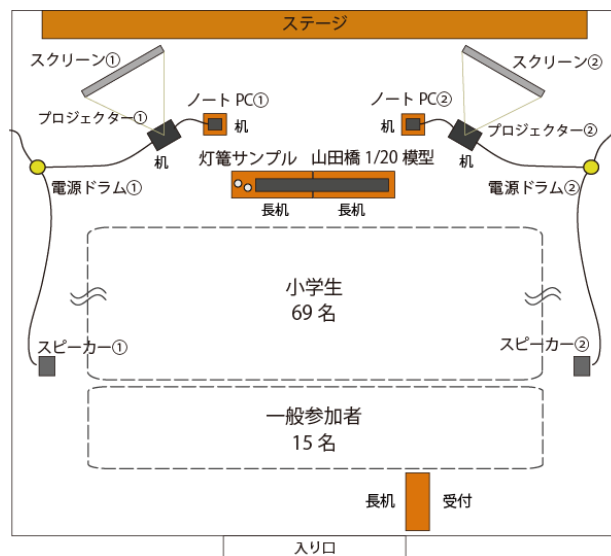 ステージ
スクリーン①
スクリーン②
ノート PC①
ノート PC②
プロジェクター①
プロジェクター②
机
机
机
机
灯篭サンプル
山田橋 1/20 模型
電源ドラム①
電源ドラム②
長机
長机
小学生
69 名
スピーカー①
スピーカー②
一般参加者
15 名
長机
受付
入り口